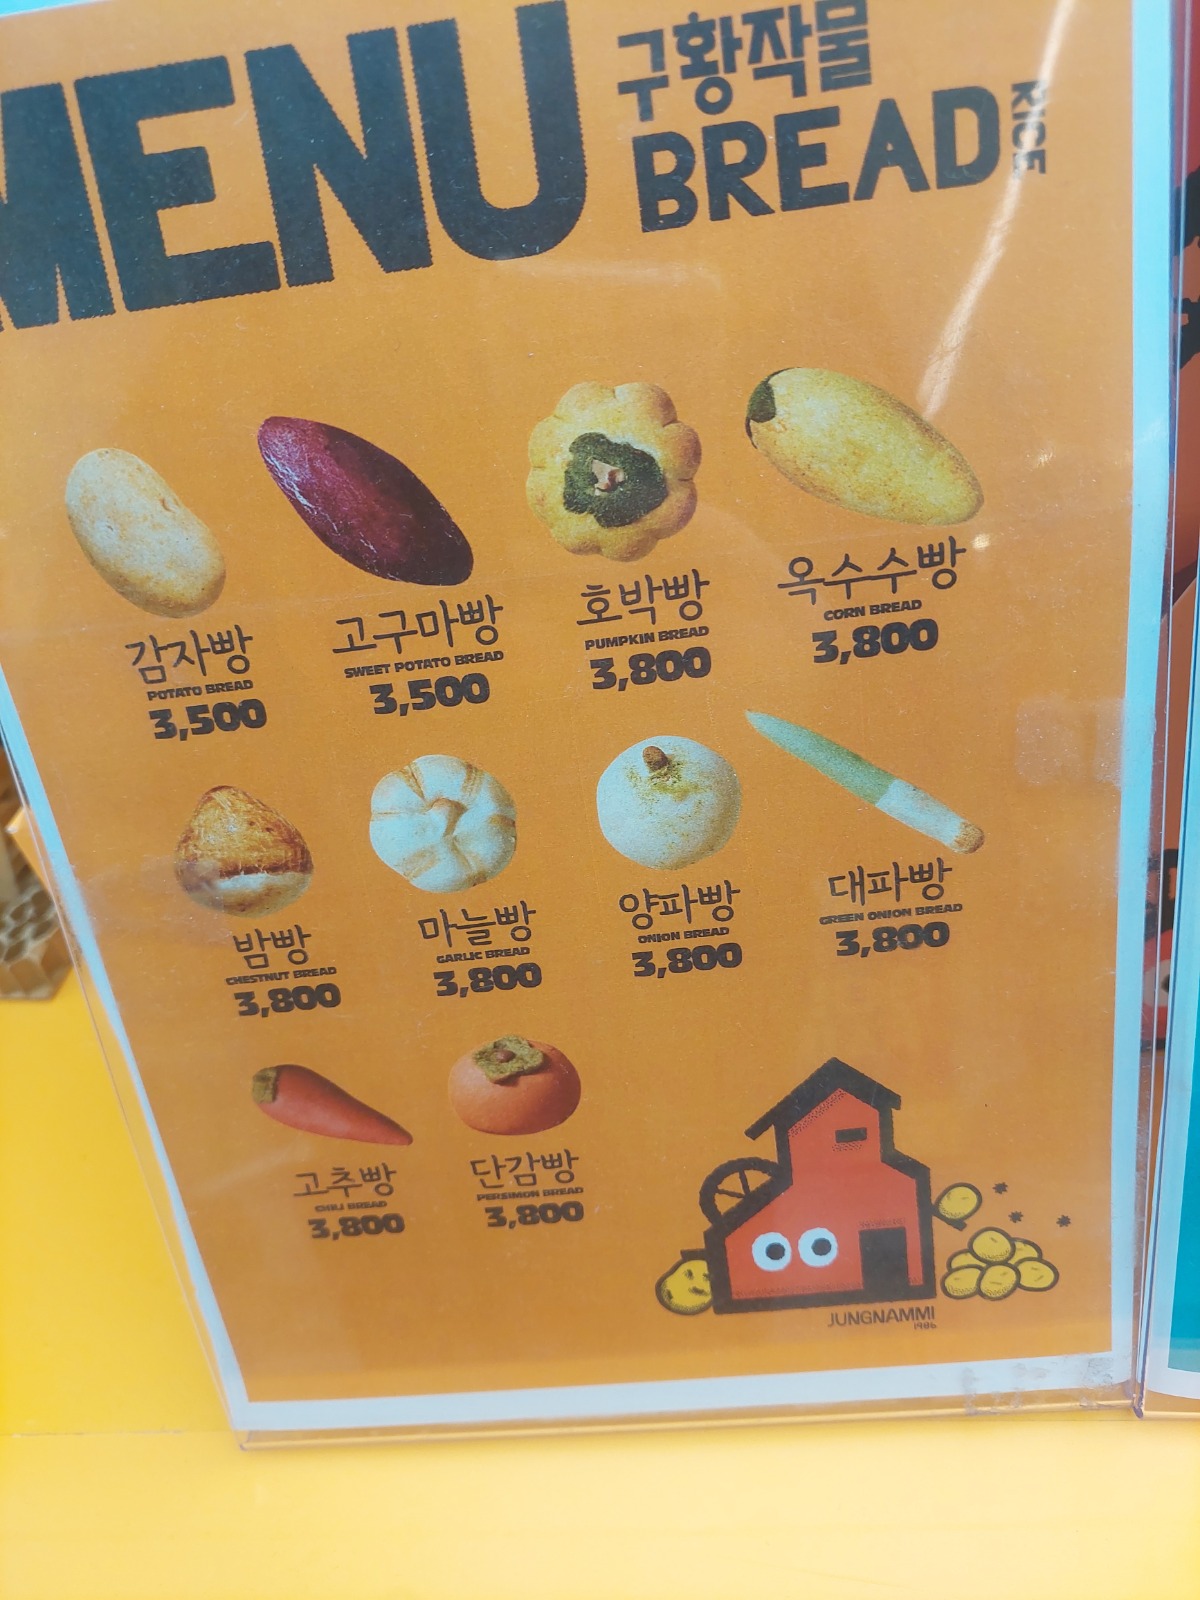 MENU
구황작물
BREAD
RICE
감자빵
POTATO BREAD
3,500
고구마빵
SWEET POTATO BREAD
3,500
호박빵
PUMPKIN BREAD
3,800
옥수수빵
CORN BREAD
3,800
밤빵
CHESTNUT BREAD
3,800
마늘빵
GARLIC BREAD
3,800
양파빵
ONION BREAD
3,800
대파빵
GREEN ONION BREAD
3,800
고추빵
CHILI BREAD
3,800
단감빵
PERSIMON BREAD
3,800
JUNGNAMMI
1986